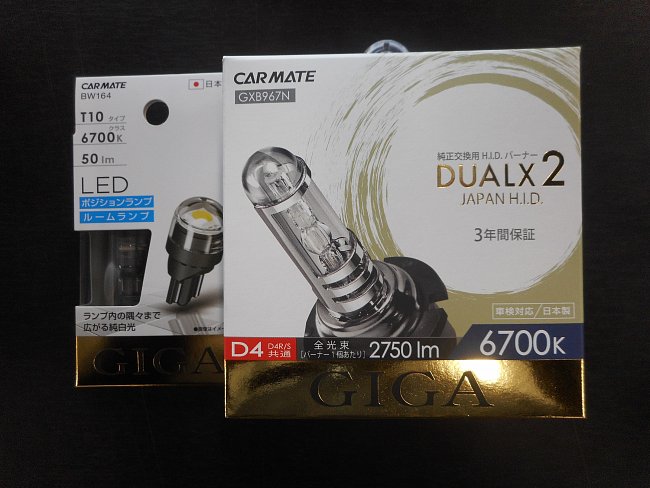 CARMATE
BW164
日本
T10 タイプ
クラス
6700K
50 lm
LED
ポジションランプ
ルームランプ
ランプ内の隅々まで
広がる純白光
GIGA
CARMATE
GXB967N
純正交換用 H.I.D. バーナー
DUALX2
JAPAN H.I.D.
3年間保証
車検対応/日本製
D4 D4R/S
共通
全光束
[バーナー1個あたり] 2750 lm
6700K
GIGA